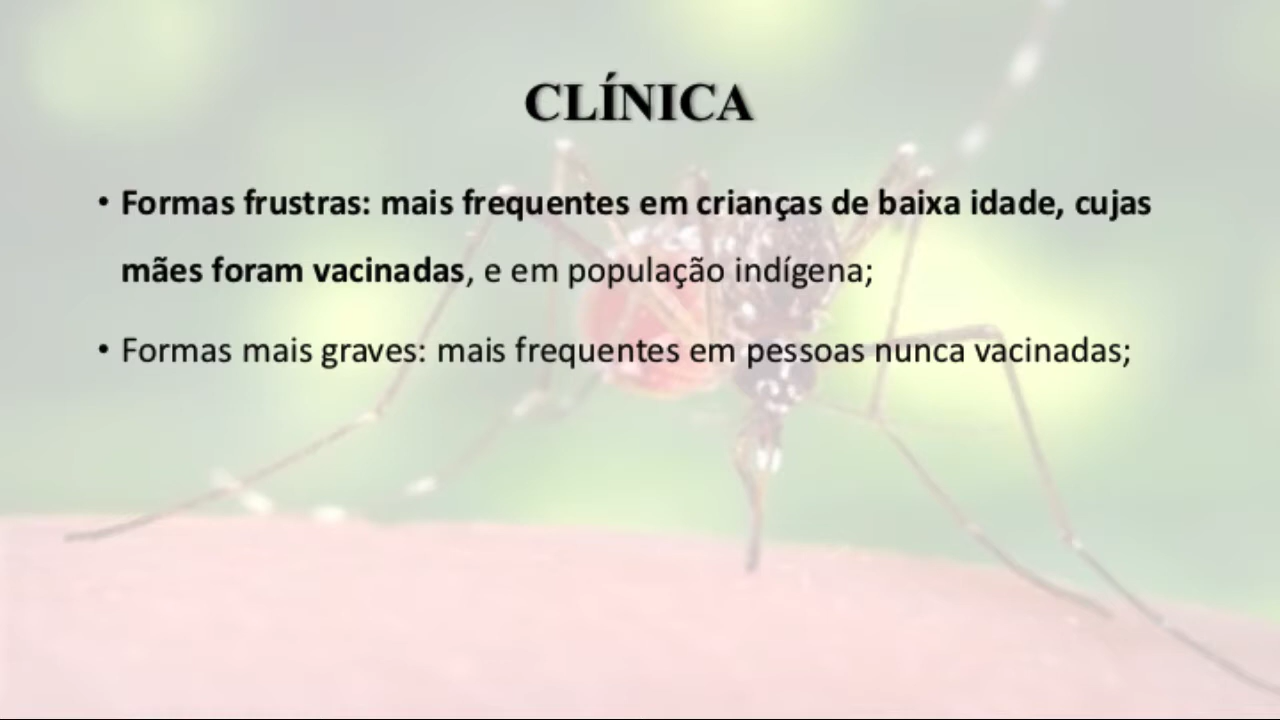 CLÍNICA
• Formas frustras: mais frequentes em crianças de baixa idade, cujas
mães foram vacinadas, e em população indígena;
• Formas mais graves: mais frequentes em pessoas nunca vacinadas;